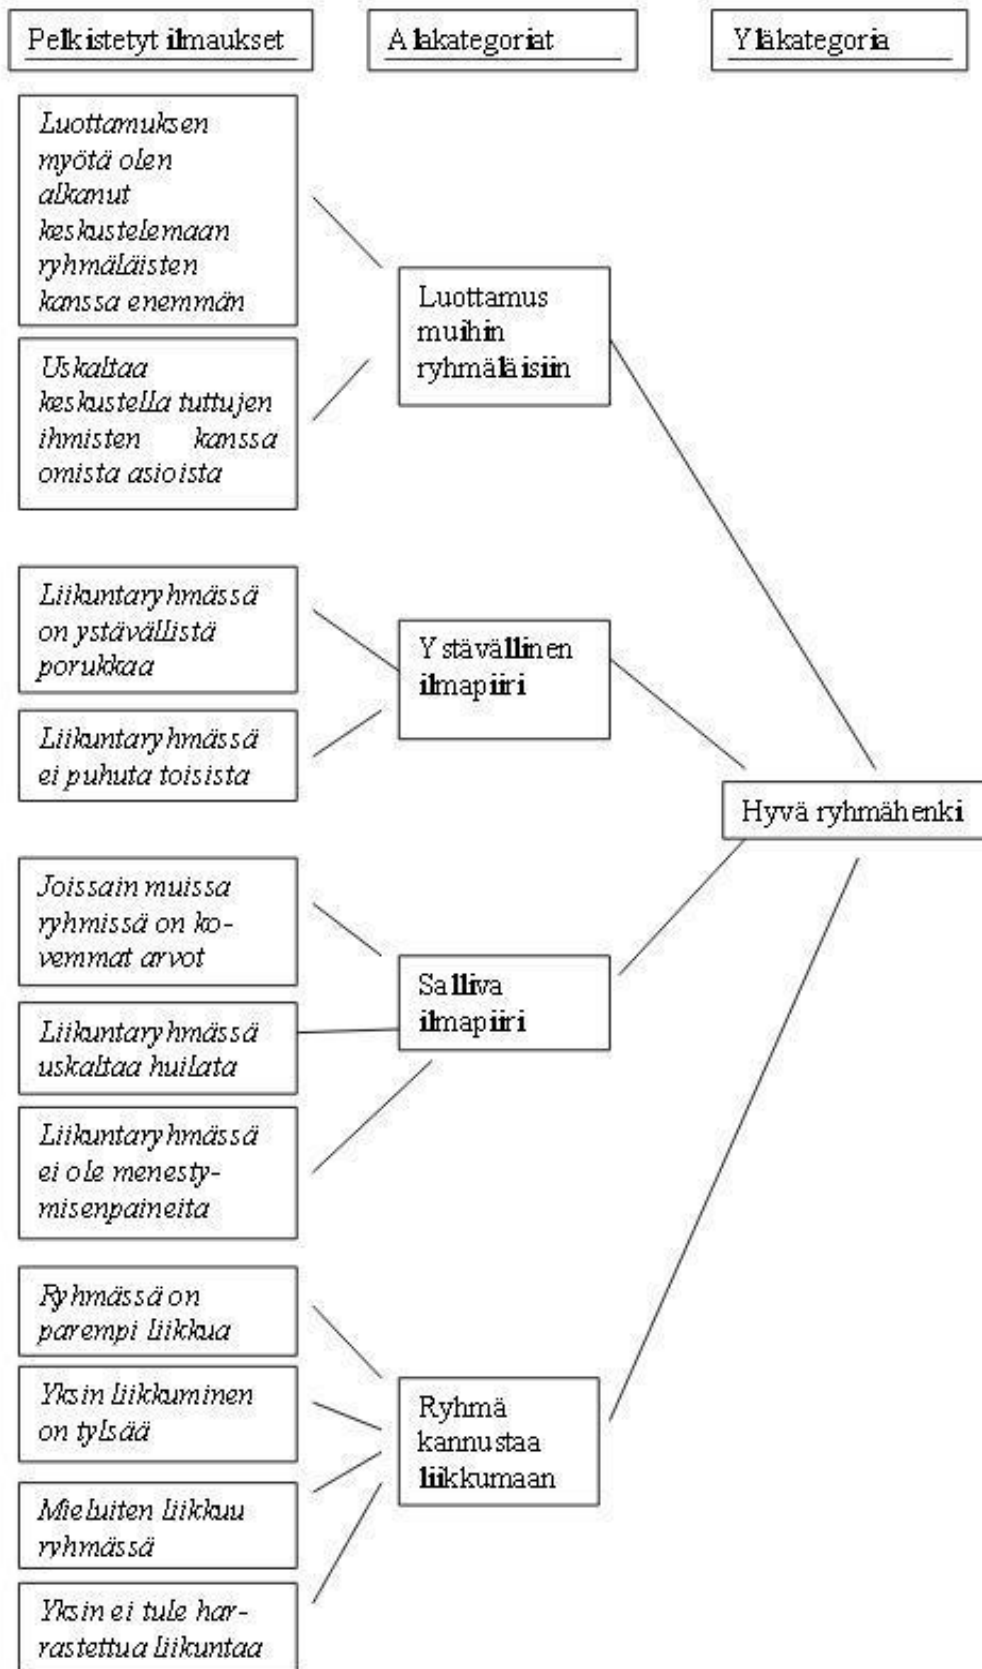 Pelkistetyt ilmaukset
Alakategoriat
Yläkategoria
Luottamuksen
myötä olen
alkanut
keskustelemaan
ryhmäläisten
kanssa enemmän
Uskaltaa
keskustella tuttujen
ihmisten kanssa
omista asioista
Luottamus
muihin
ryhmäläisiin
Liikuntaryhmässä
on ystävällistä
porukkaa
Liikuntaryhmässä
ei puhuta toisista
Ystävällinen
ilmapiiri
Hyvä ryhmähenki
Joissain muissa
ryhmissä on ko-
vemmat arvot
Liikuntaryhmässä
uskaltaa huilata
Liikuntaryhmässä
ei ole menesty-
misenpaineita
Salliva
ilmapiiri
Ryhmässä on
parempi liikkua
Yksin liikkuminen
on tylsää
Mieluiten liikkuu
ryhmässä
Yksin ei tule har-
rastettua liikuntaa
Ryhmä
kannustaa
liikkumaan